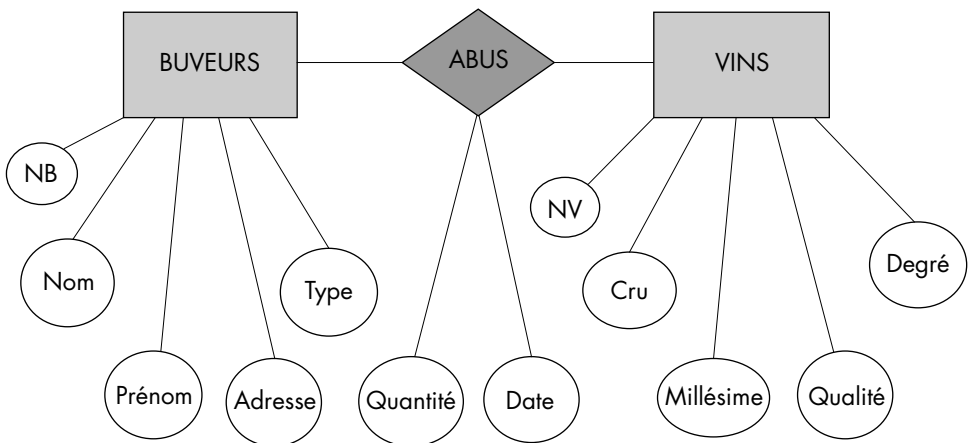 BUVEURS
ABUS
VINS
NB
Nom
Prénom
Adresse
Type
Quantité
Date
NV
Cru
Millésime
Qualité
Degré